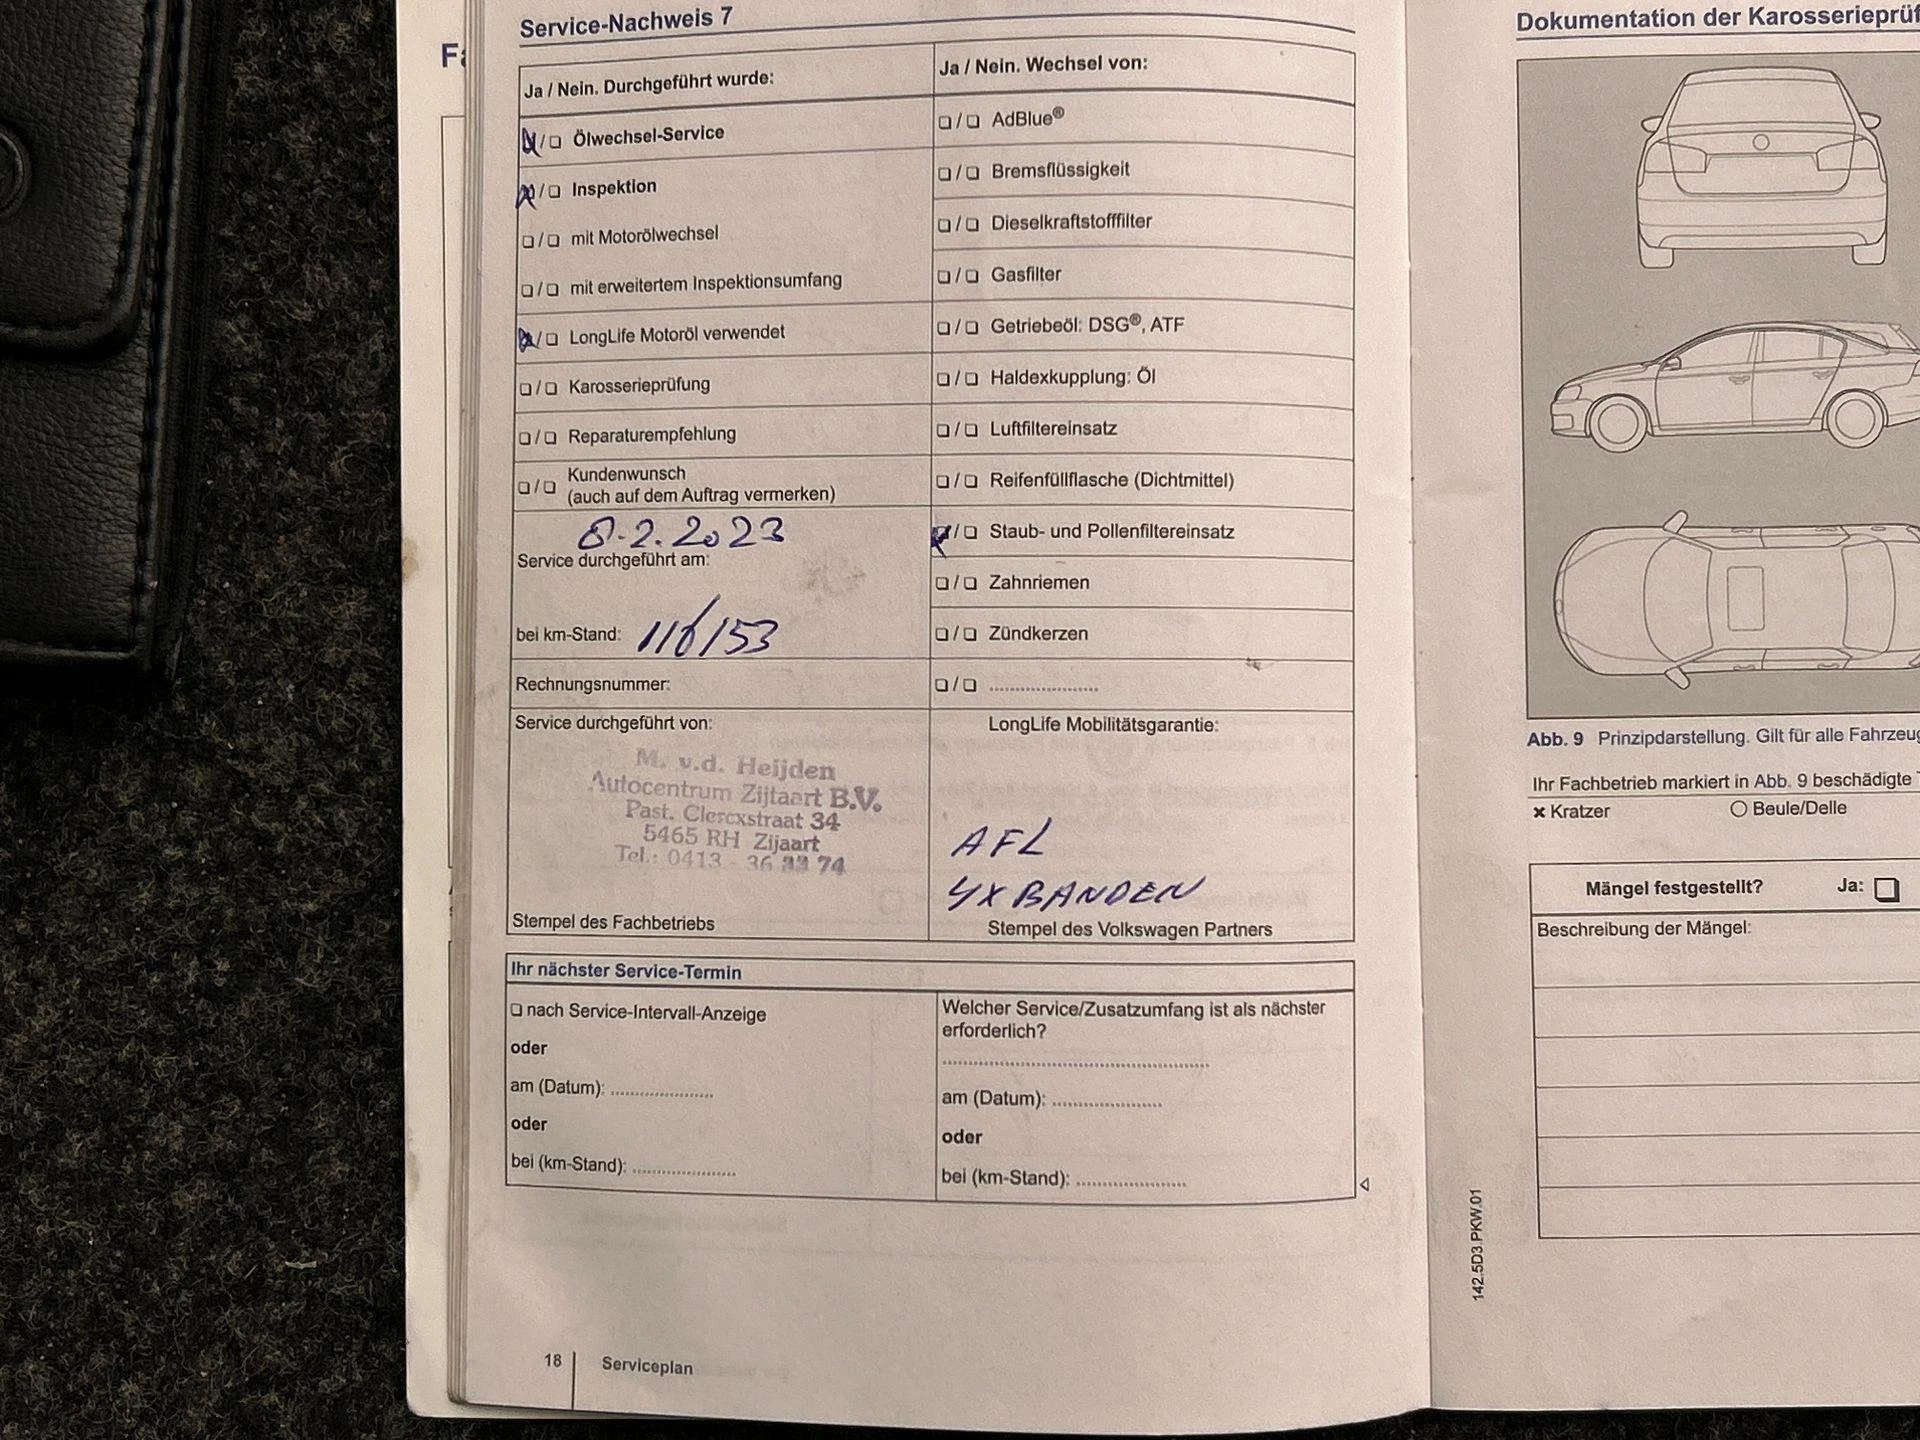 Service-Nachweis 7
Ja / Nein. Durchgeführt wurde:
☒/❏ Ölwechsel-Service
☒/❏ Inspektion
❏/❏ mit Motorölwechsel
❏/❏ mit erweitertem Inspektionsumfang
☒/❏ LongLife Motoröl verwendet
❏/❏ Karosserieprüfung
❏/❏ Reparaturempfehlung
❏/❏ Kundenwunsch
(auch auf dem Auftrag vermerken)
8.2.2023
Service durchgeführt am:
bei km-Stand: 116153
Rechnungsnummer:
Service durchgeführt von:
M. v.d. Heijden
Autocentrum Zijtaart B.V.
Past. Clercxstraat 34
5465 RH Zijaart
Tel.: 0413 - 36 33 74
Stempel des Fachbetriebs
Ja / Nein. Wechsel von:
❏/❏ AdBlue®
❏/❏ Bremsflüssigkeit
❏/❏ Dieselkraftstofffilter
❏/❏ Gasfilter
❏/❏ Getriebeöl: DSG®, ATF
❏/❏ Haldexkupplung: Öl
❏/❏ Luftfiltereinsatz
❏/❏ Reifenfüllflasche (Dichtmittel)
☒/❏ Staub- und Pollenfiltereinsatz
❏/❏ Zahnriemen
❏/❏ Zündkerzen
❏/❏ ......................
LongLife Mobilitätsgarantie:
AFL
4X BANDEN
Stempel des Volkswagen Partners
Ihr nächster Service-Termin
❏ nach Service-Intervall-Anzeige
oder
am (Datum): .....................
oder
bei (km-Stand): .....................
Welcher Service/Zusatzumfang ist als nächster
erforderlich?
.....................................................
am (Datum): ......................
oder
bei (km-Stand): ......................
18
Serviceplan
Dokumentation der Karosserieprüf
Abb. 9 Prinzipdarstellung. Gilt für alle Fahrzeug
Ihr Fachbetrieb markiert in Abb. 9 beschädigte
× Kratzer
○ Beule/Delle
Mängel festgestellt? Ja: ❏
Beschreibung der Mängel:
142.5D3.PKW.01